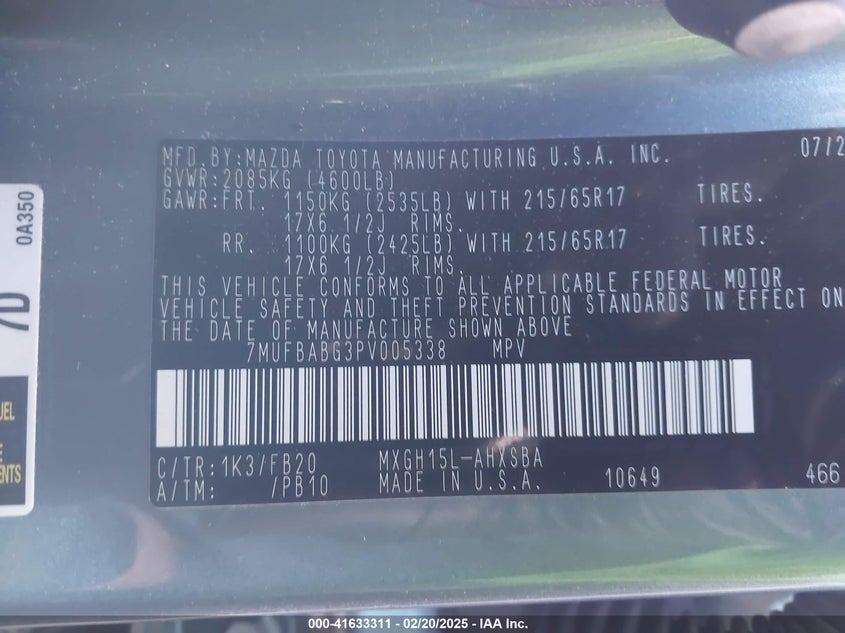 MFD.BY:MAZDA TOYOTA MANUFACTURING U.S.A. INC. 07/2
GVWR:2085KG (4600LB)
GAWR:FRT. 1150KG (2535LB) WITH 215/65R17 TIRES.
17X6 1/2J RIMS.
RR. 1100KG (2425LB) WITH 215/65R17 TIRES.
17X6 1/2J RIMS.
THIS VEHICLE CONFORMS TO ALL APPLICABLE FEDERAL MOTOR
VEHICLE SAFETY AND THEFT PREVENTION STANDARDS IN EFFECT ON
THE DATE OF MANUFACTURE SHOWN ABOVE
7MUFBABG3PV005338 MPV
C/TR:1K3/FB20 MXGH15L-AHXSBA
A/TM: /PB10 MADE IN U.S.A. 10649 466
0A350
7D
UEL
E
ENTS
000-41633311 - 02/20/2025 - IAA Inc.